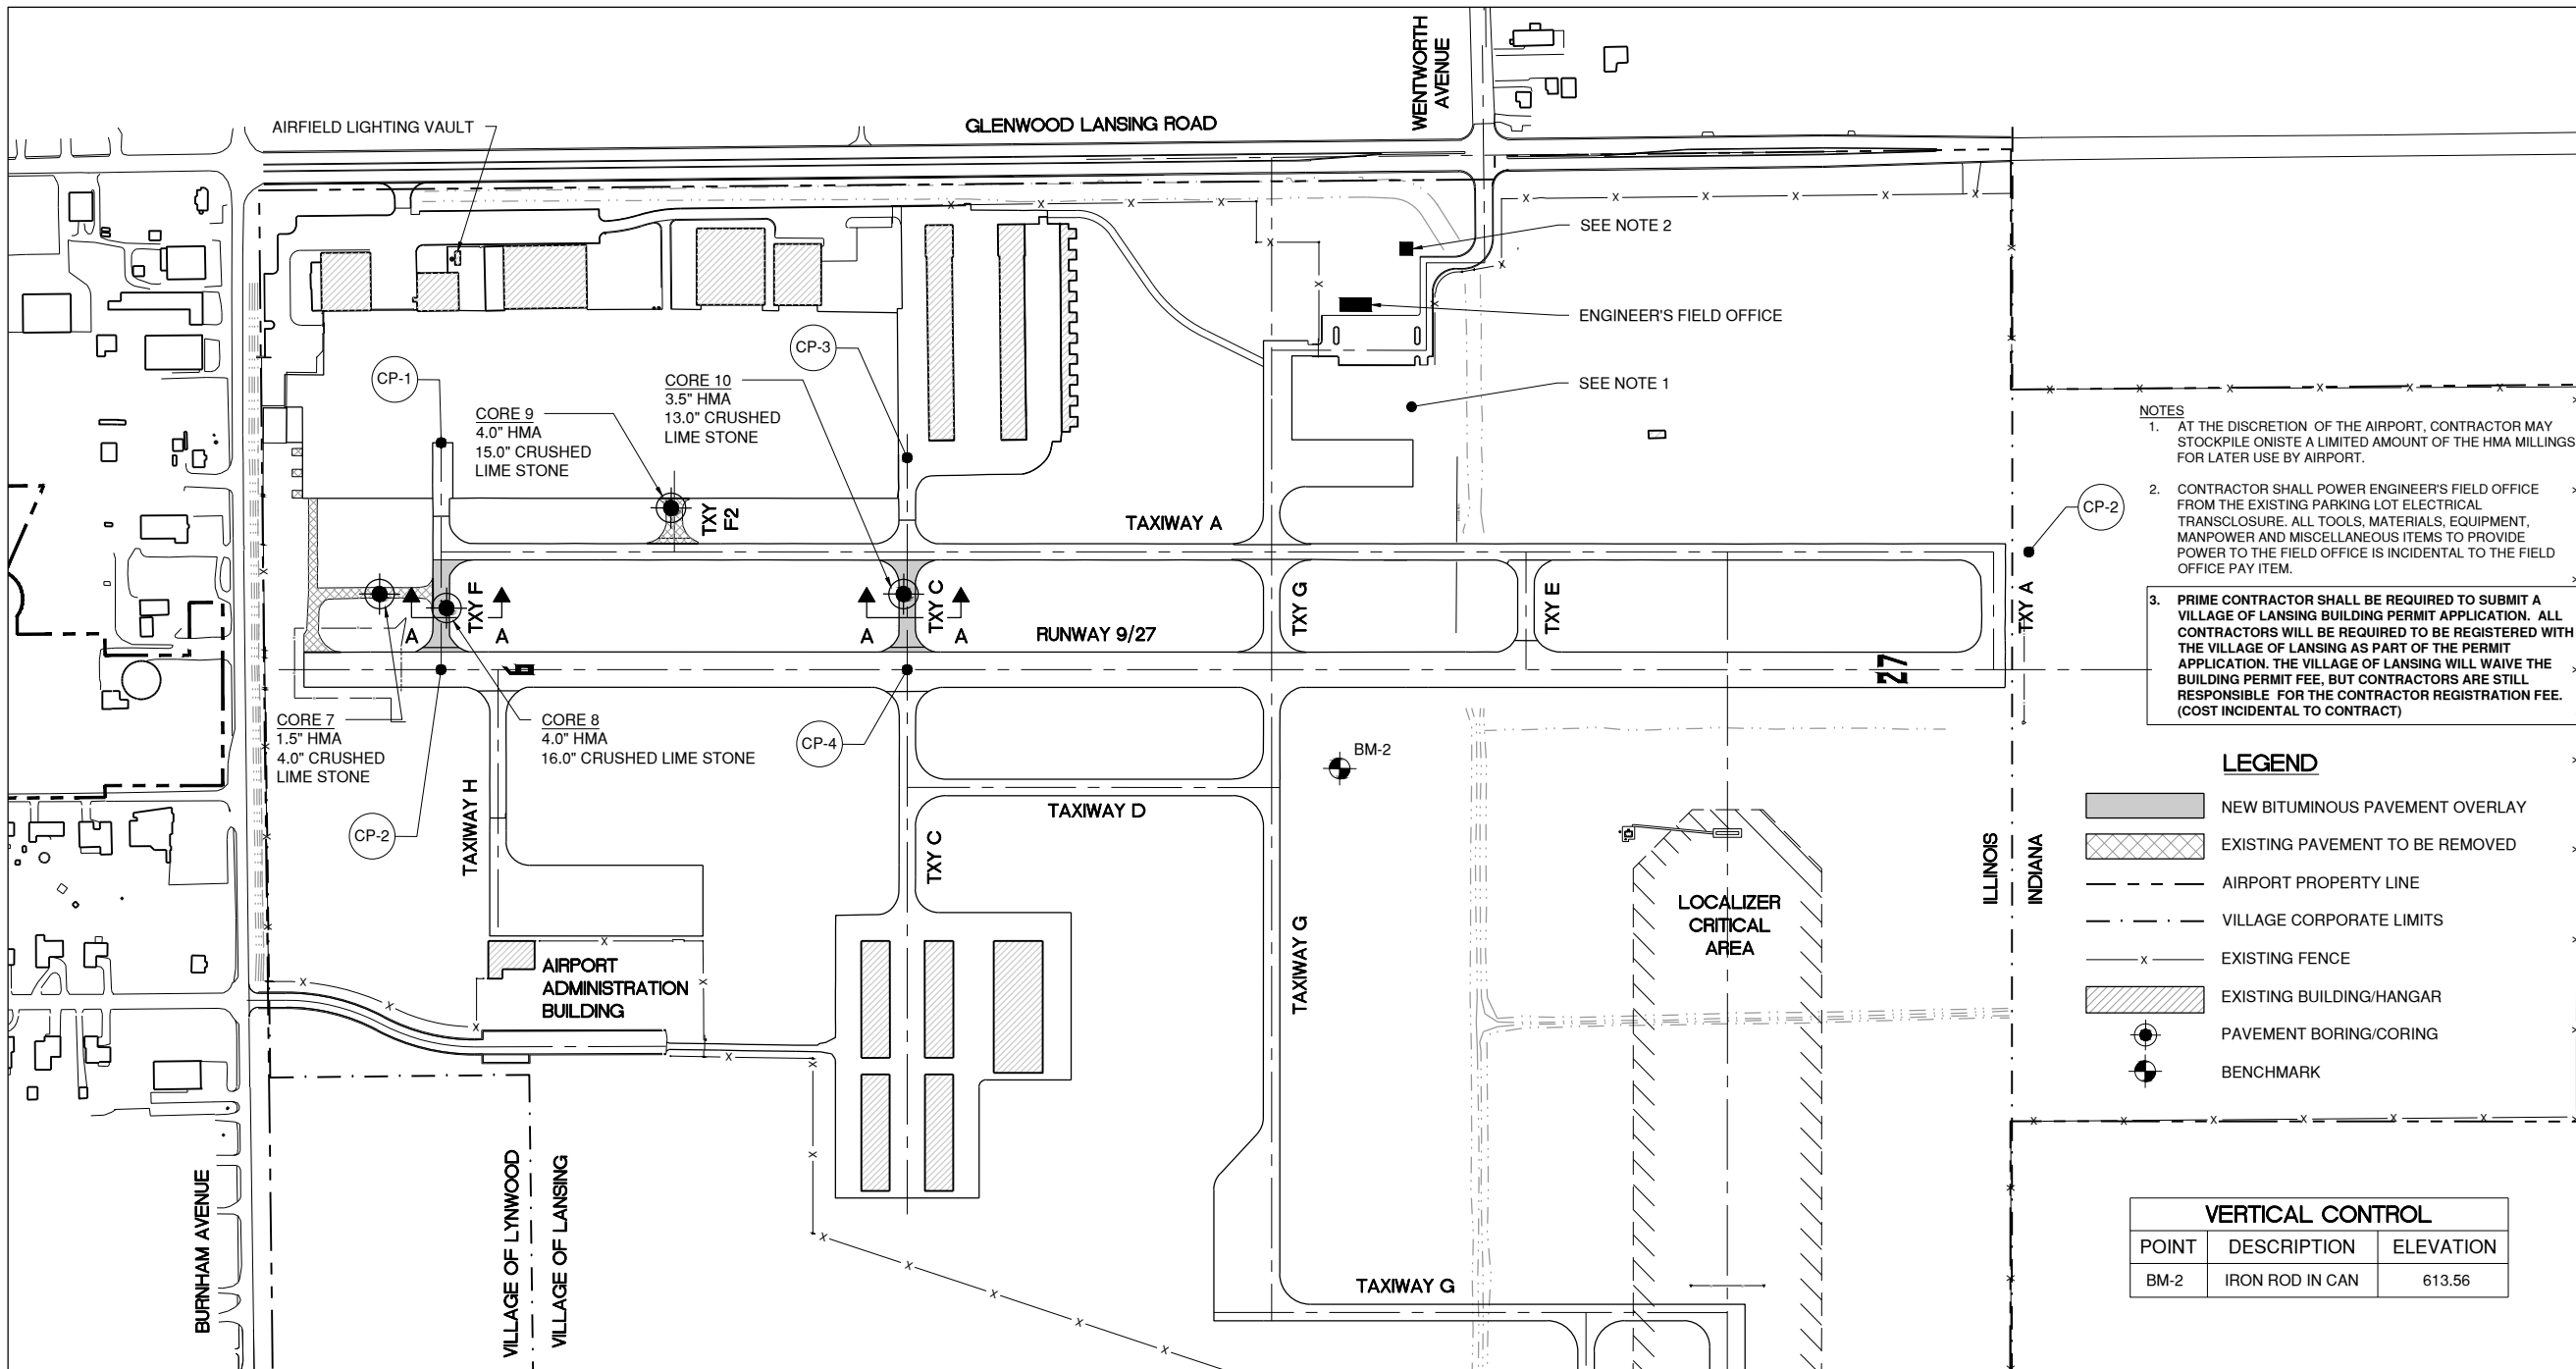 WENTWORTH
AVENUE
AIRFIELD LIGHTING VAULT
GLENWOOD LANSING ROAD
SEE NOTE 2
ENGINEER'S FIELD OFFICE
SEE NOTE 1
CP-1
CP-3
CORE 9
4.0" HMA
15.0" CRUSHED
LIME STONE
CORE 10
3.5" HMA
13.0" CRUSHED
LIME STONE
TXY
F2
TAXIWAY A
CP-2
TXY F
A
A
TXY C
A
A
TXY G
TXY E
TXY A
RUNWAY 9/27
9
27
CORE 7
1.5" HMA
4.0" CRUSHED
LIME STONE
CORE 8
4.0" HMA
16.0" CRUSHED LIME STONE
CP-4
CP-2
BM-2
TAXIWAY H
TAXIWAY D
TXY C
TAXIWAY G
LOCALIZER
CRITICAL
AREA
ILLINOIS
INDIANA
AIRPORT
ADMINISTRATION
BUILDING
BURNHAM AVENUE
VILLAGE OF LYNWOOD
VILLAGE OF LANSING
TAXIWAY G
NOTES
1. AT THE DISCRETION OF THE AIRPORT, CONTRACTOR MAY
STOCKPILE ONISTE A LIMITED AMOUNT OF THE HMA MILLINGS
FOR LATER USE BY AIRPORT.
2. CONTRACTOR SHALL POWER ENGINEER'S FIELD OFFICE
FROM THE EXISTING PARKING LOT ELECTRICAL
TRANSCLOSURE. ALL TOOLS, MATERIALS, EQUIPMENT,
MANPOWER AND MISCELLANEOUS ITEMS TO PROVIDE
POWER TO THE FIELD OFFICE IS INCIDENTAL TO THE FIELD
OFFICE PAY ITEM.
3. PRIME CONTRACTOR SHALL BE REQUIRED TO SUBMIT A
VILLAGE OF LANSING BUILDING PERMIT APPLICATION. ALL
CONTRACTORS WILL BE REQUIRED TO BE REGISTERED WITH
THE VILLAGE OF LANSING AS PART OF THE PERMIT
APPLICATION. THE VILLAGE OF LANSING WILL WAIVE THE
BUILDING PERMIT FEE, BUT CONTRACTORS ARE STILL
RESPONSIBLE FOR THE CONTRACTOR REGISTRATION FEE.
(COST INCIDENTAL TO CONTRACT)
LEGEND
NEW BITUMINOUS PAVEMENT OVERLAY
EXISTING PAVEMENT TO BE REMOVED
AIRPORT PROPERTY LINE
VILLAGE CORPORATE LIMITS
EXISTING FENCE
EXISTING BUILDING/HANGAR
PAVEMENT BORING/CORING
BENCHMARK
VERTICAL CONTROL
POINT DESCRIPTION ELEVATION
BM-2 IRON ROD IN CAN 613.56